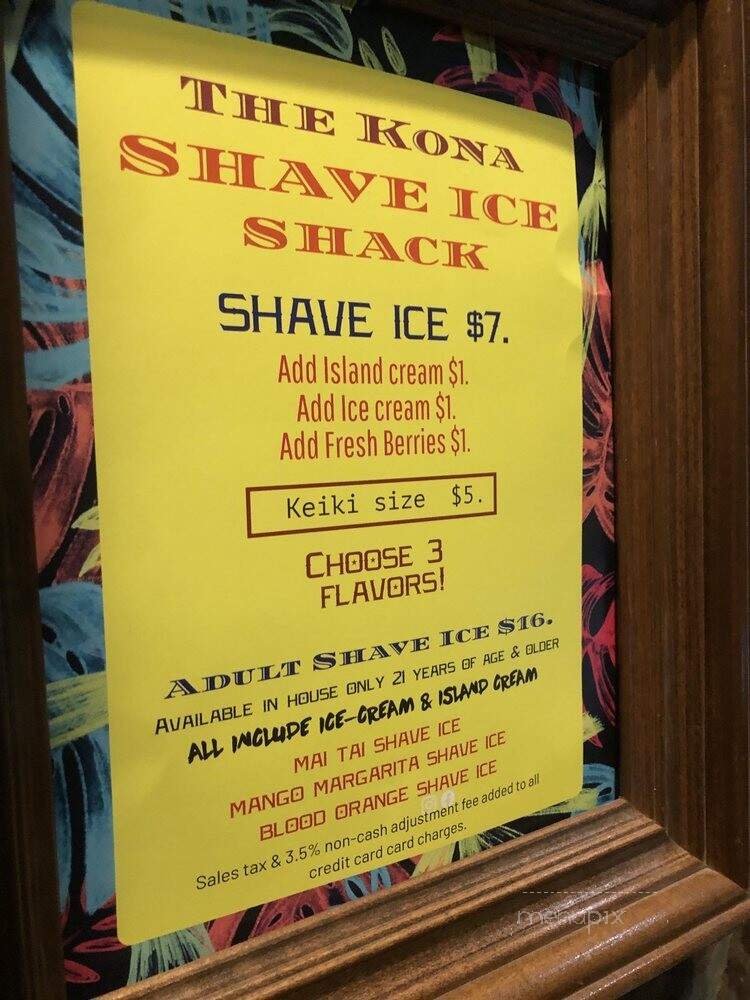 THE KONA
SHAVE ICE
SHACK
SHAVE ICE $7.
Add Island cream $1.
Add Ice cream $1.
Add Fresh Berries $1.
Keiki size $5.
CHOOSE 3
FLAVORS!
ADULT SHAVE ICE $16.
AVAILABLE IN HOUSE ONLY 21 YEARS OF AGE & OLDER
ALL INCLUDE ICE-CREAM & ISLAND CREAM
MAI TAI SHAVE ICE
MANGO MARGARITA SHAVE ICE
BLOOD ORANGE SHAVE ICE
Sales tax & 3.5% non-cash adjustment fee added to all
credit card card charges.
menupix